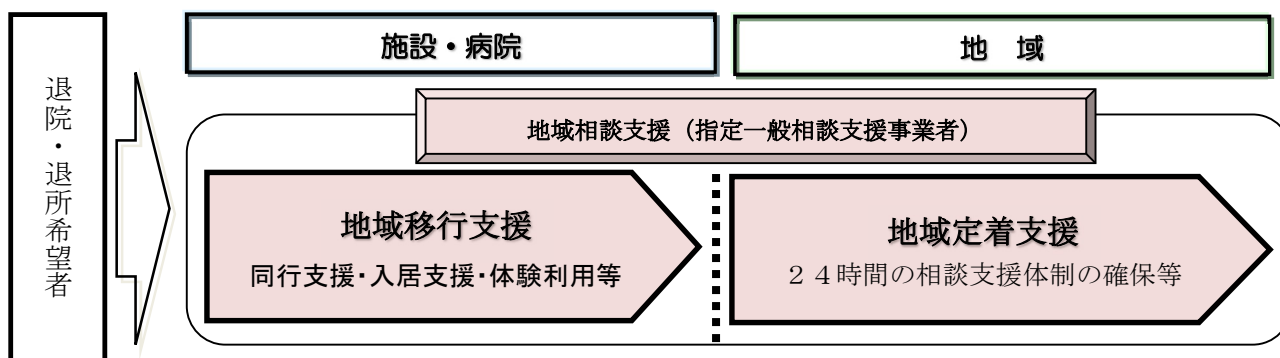 退院・退所希望者
施設・病院
地　域
地域相談支援（指定一般相談支援事業者）
地域移行支援
同行支援・入居支援・体験利用等
地域定着支援
２４時間の相談支援体制の確保等